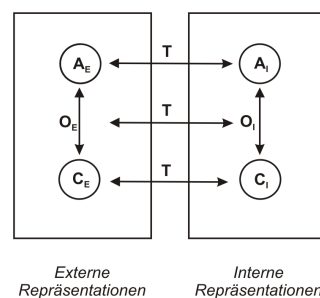 A_E T A_I
O_E T O_I
C_E T C_I
Externe Interne
Repräsentationen Repräsentationen